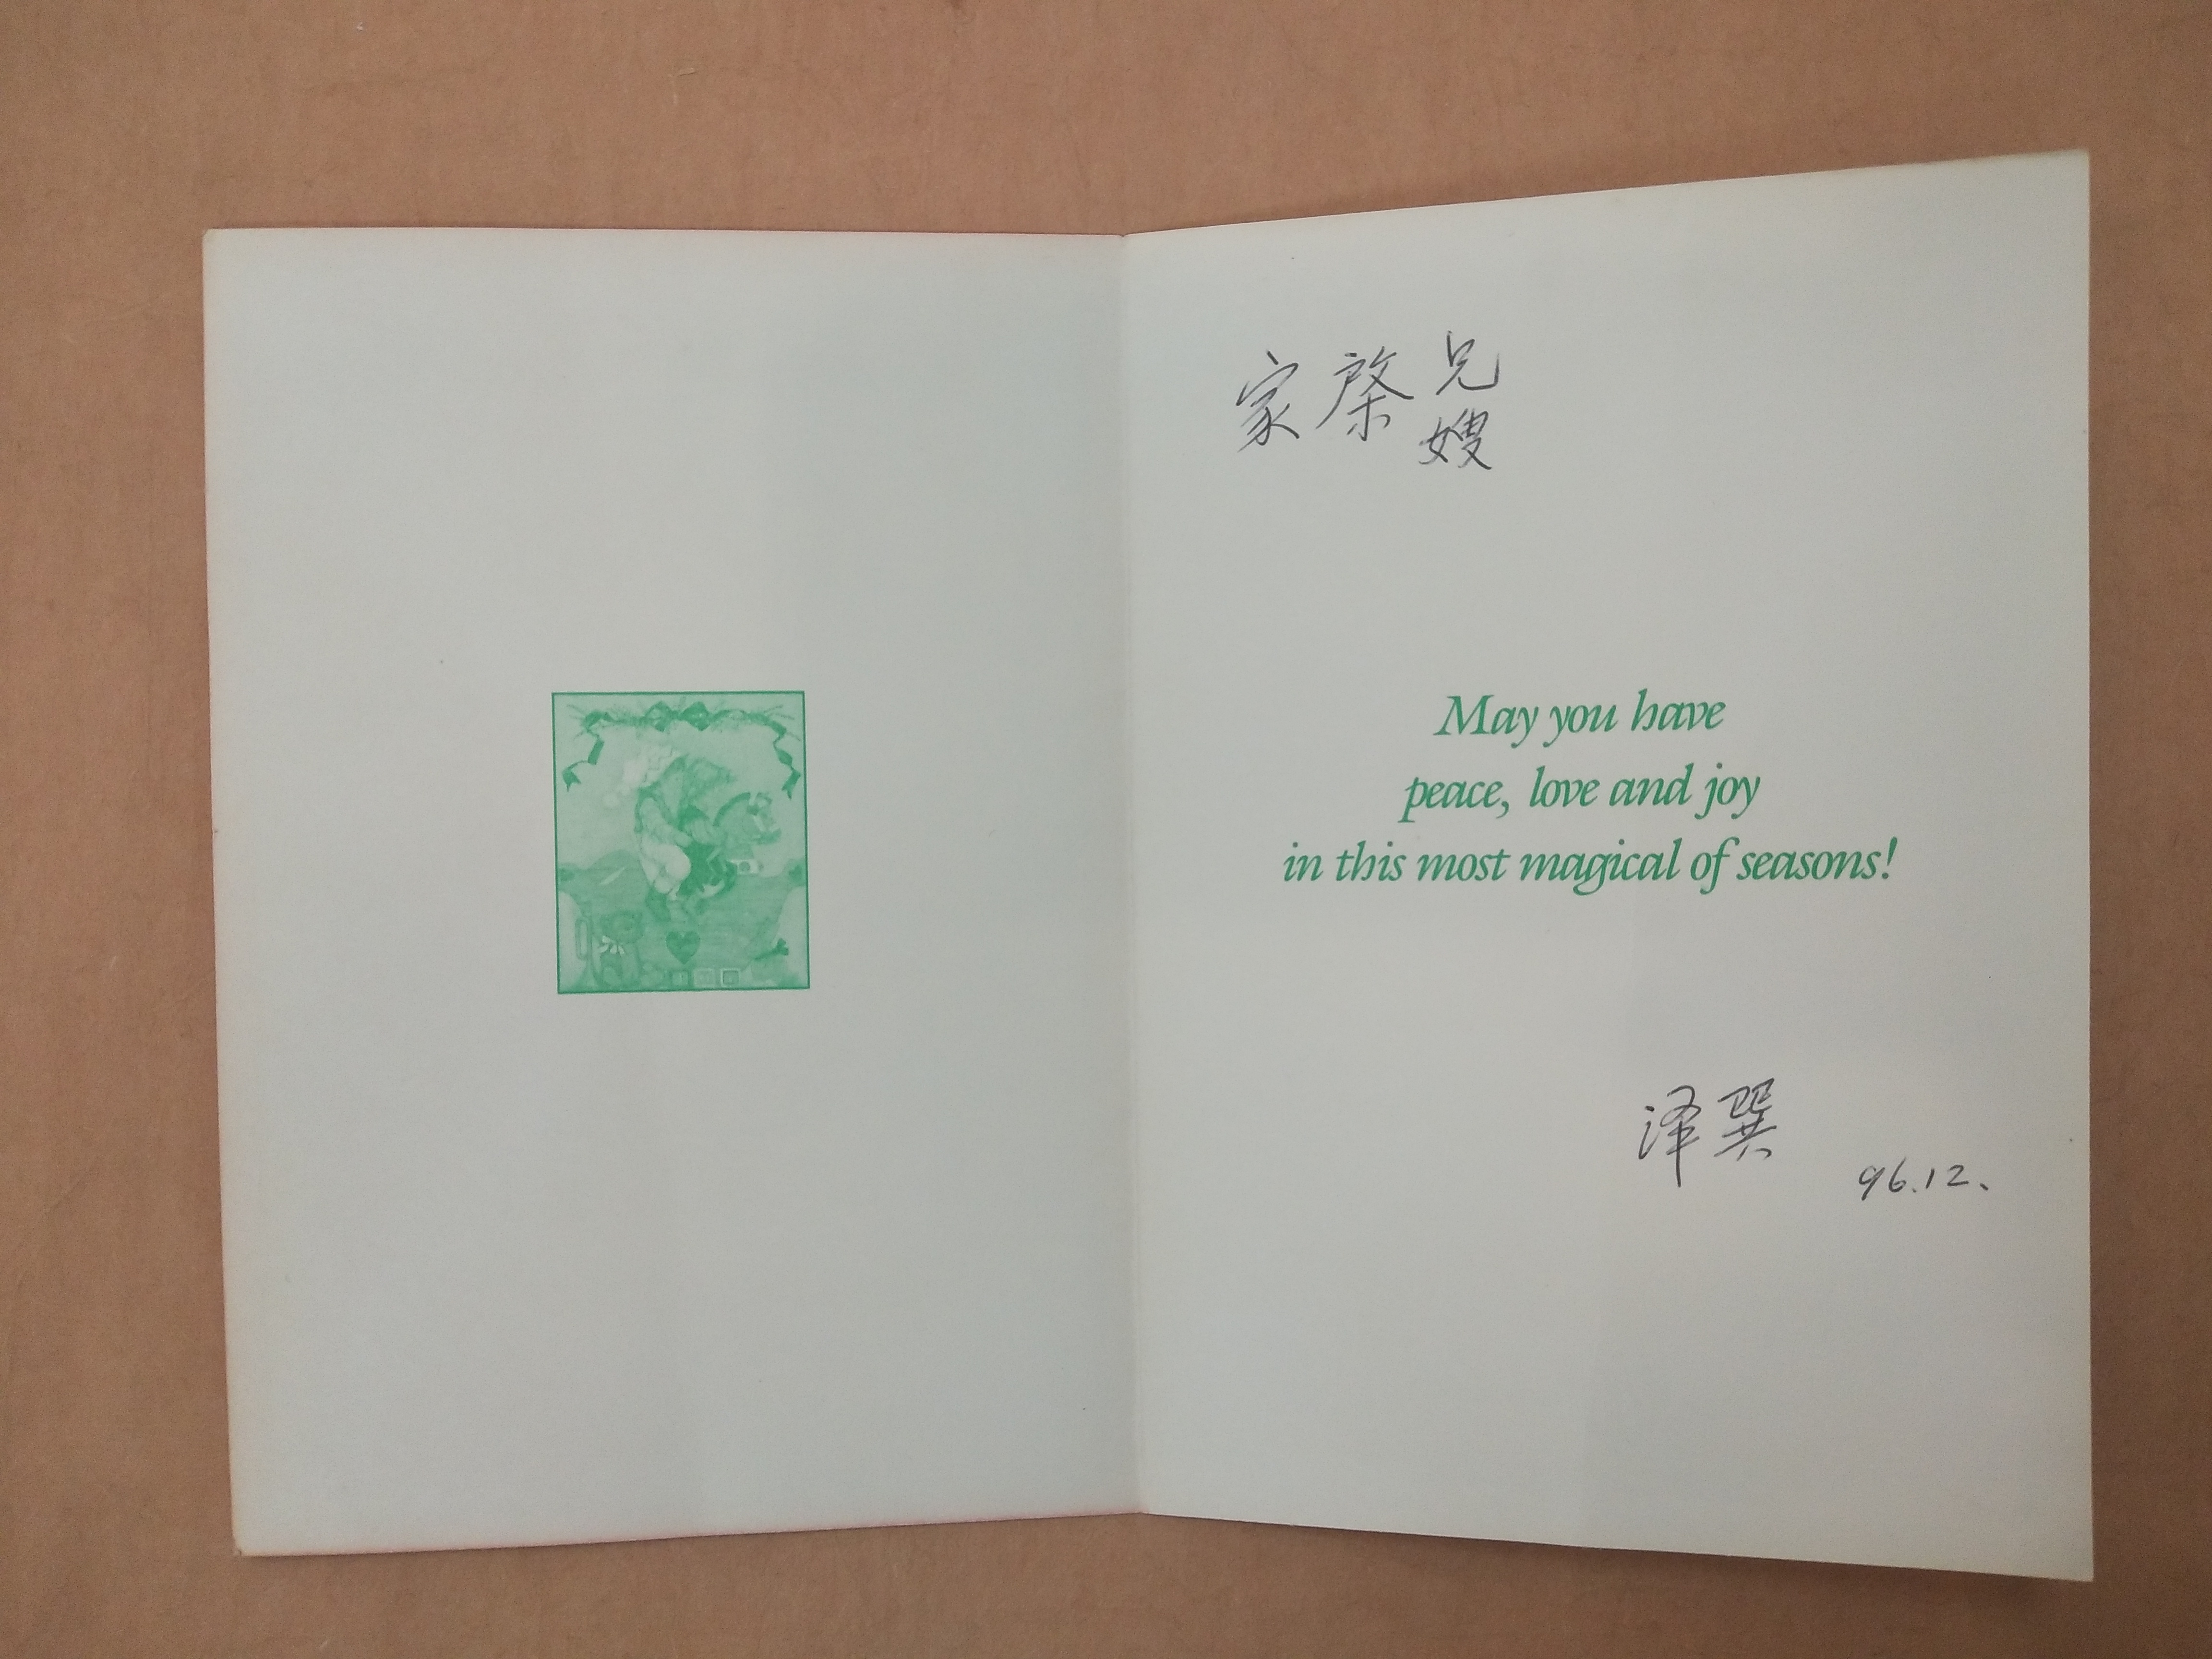 家棨兄
嫂
May you have
peace, love and joy
in this most magical of seasons!
泽巽
96.12.